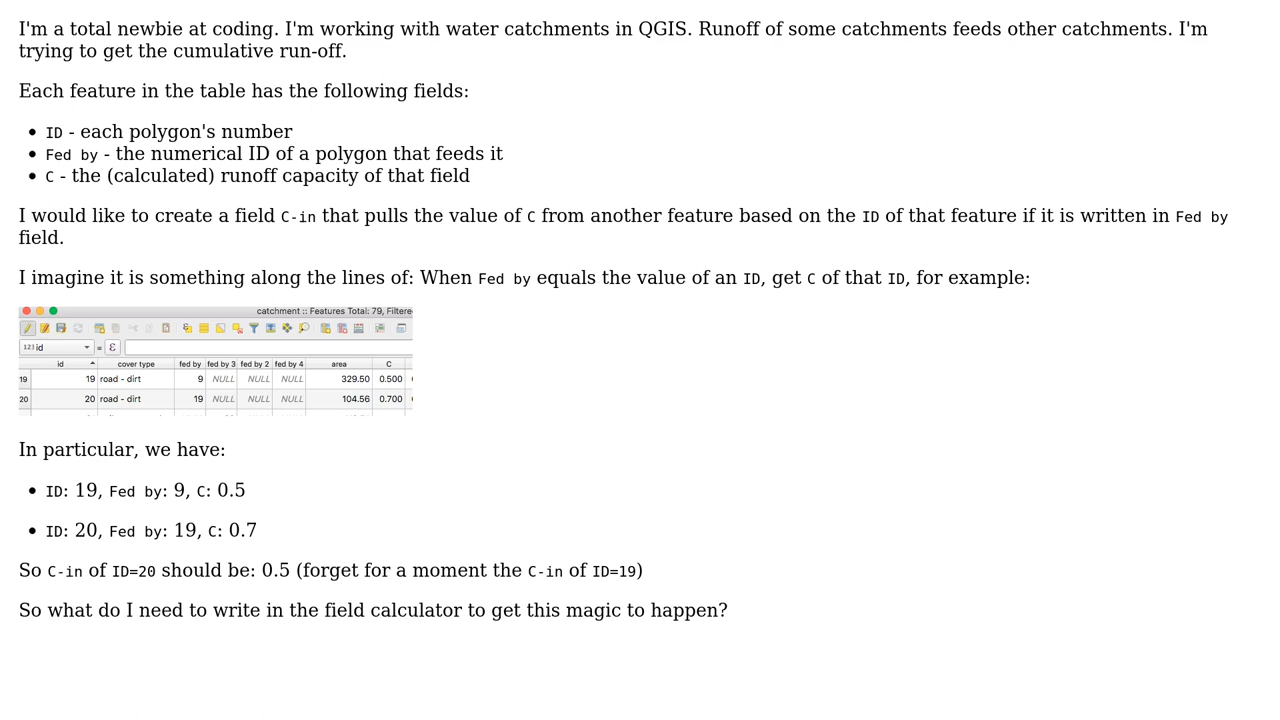 I'm a total newbie at coding. I'm working with water catchments in QGIS. Runoff of some catchments feeds other catchments. I'm
trying to get the cumulative run-off.
Each feature in the table has the following fields:
ID - each polygon's number
Fed by - the numerical ID of a polygon that feeds it
C - the (calculated) runoff capacity of that field
I would like to create a field C-in that pulls the value of C from another feature based on the ID of that feature if it is written in Fed by
field.
I imagine it is something along the lines of: When Fed by equals the value of an ID, get C of that ID, for example:
catchment :: Features Total: 79, Filtere
123 id = ε
id cover type fed by fed by 3 fed by 2 fed by 4 area C
19 19 road - dirt 9 NULL NULL NULL 329.50 0.500
20 20 road - dirt 19 NULL NULL NULL 104.56 0.700
In particular, we have:
ID: 19, Fed by: 9, C: 0.5
ID: 20, Fed by: 19, C: 0.7
So C-in of ID=20 should be: 0.5 (forget for a moment the C-in of ID=19)
So what do I need to write in the field calculator to get this magic to happen?